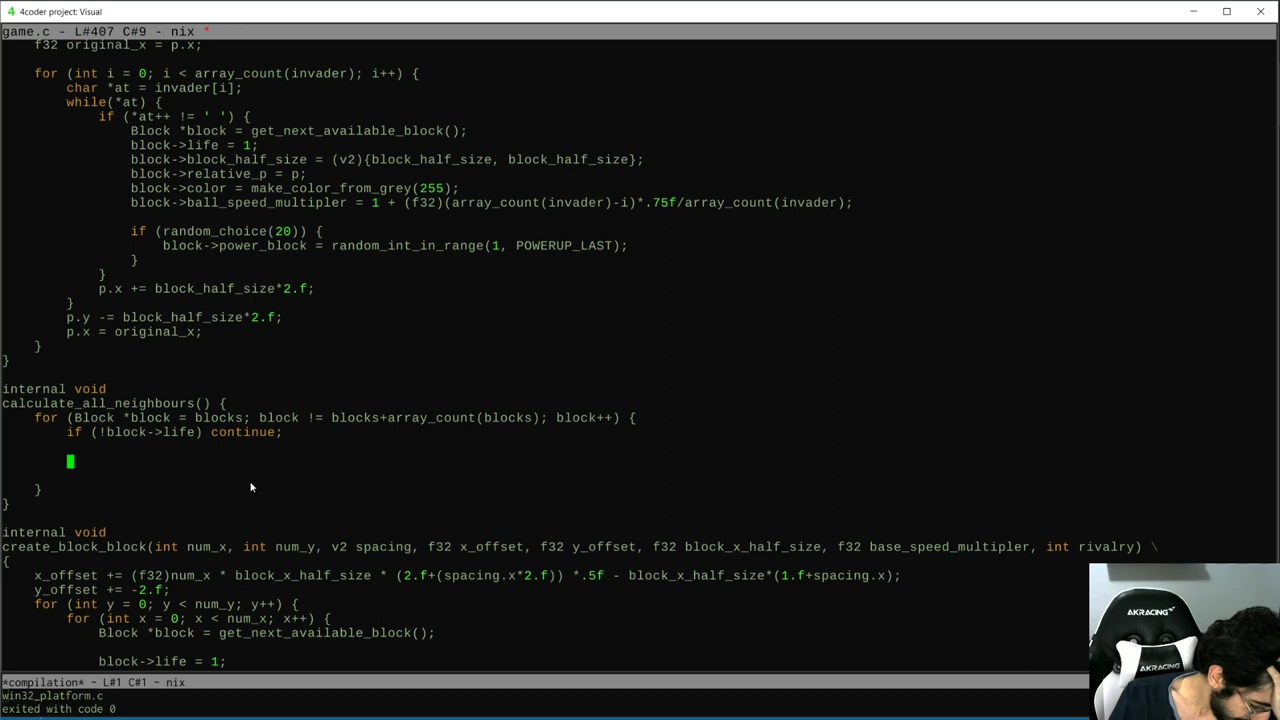 4coder project: Visual
game.c - L#407 C#9 - nix *
f32 original_x = p.x;
for (int i = 0; i < array_count(invader); i++) {
char *at = invader[i];
while(*at) {
if (*at++ != ' ') {
Block *block = get_next_available_block();
block->life = 1;
block->block_half_size = (v2){block_half_size, block_half_size};
block->relative_p = p;
block->color = make_color_from_grey(255);
block->ball_speed_multipler = 1 + (f32)(array_count(invader)-i)*.75f/array_count(invader);
if (random_choice(20)) {
block->power_block = random_int_in_range(1, POWERUP_LAST);
}
}
p.x += block_half_size*2.f;
}
p.y -= block_half_size*2.f;
p.x = original_x;
}
}
internal void
calculate_all_neighbours() {
for (Block *block = blocks; block != blocks+array_count(blocks); block++) {
if (!block->life) continue;
}
}
internal void
create_block_block(int num_x, int num_y, v2 spacing, f32 x_offset, f32 y_offset, f32 block_x_half_size, f32 base_speed_multipler, int rivalry) \
{
x_offset += (f32)num_x * block_x_half_size * (2.f+(spacing.x*2.f)) *.5f - block_x_half_size*(1.f+spacing.x);
y_offset += -2.f;
for (int y = 0; y < num_y; y++) {
for (int x = 0; x < num_x; x++) {
Block *block = get_next_available_block();
block->life = 1;
*compilation* - L#1 C#1 - nix
win32_platform.c
exited with code 0
AKRACING
AKRACING